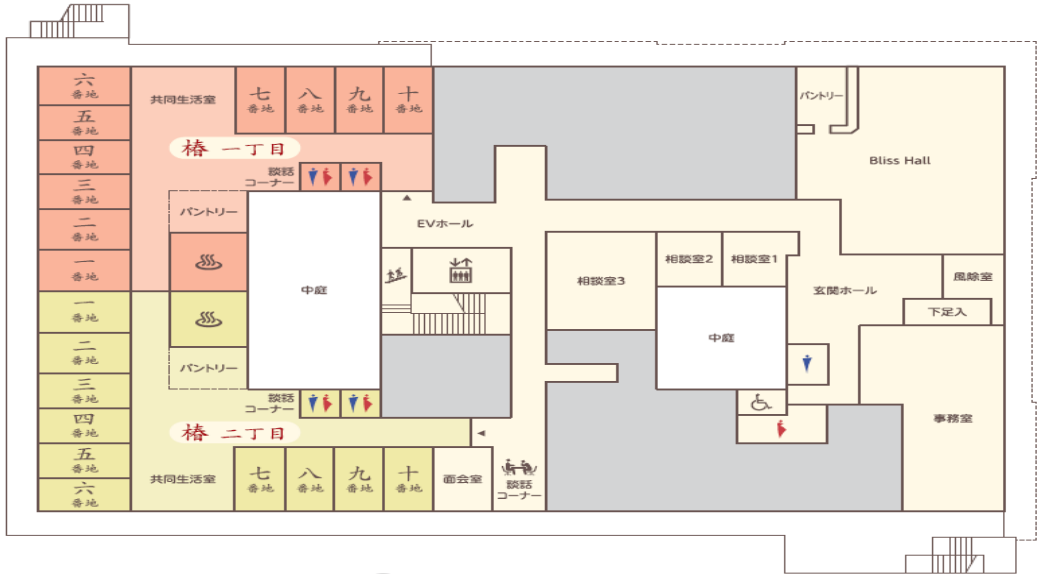 六
番地
五
番地
四
番地
三
番地
二
番地
一
番地
共同生活室
七
番地
八
番地
九
番地
十
番地
椿 一丁目
談話
コーナー
パントリー
中庭
EVホール
パントリー
Bliss Hall
相談室3
相談室2
相談室1
玄関ホール
風除室
下足入
中庭
事務室
一
番地
二
番地
三
番地
四
番地
五
番地
六
番地
パントリー
談話
コーナー
椿 二丁目
共同生活室
七
番地
八
番地
九
番地
十
番地
面会室
談話
コーナー